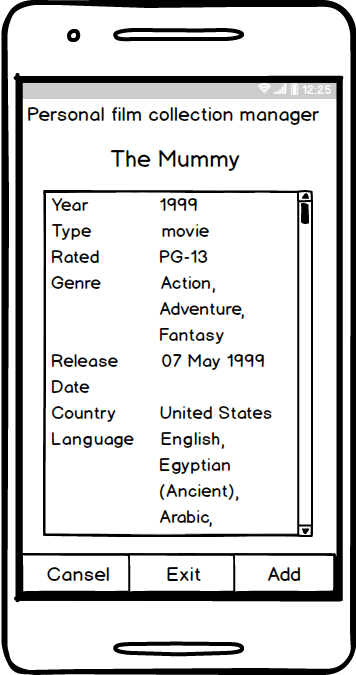 12:25
Personal film collection manager
The Mummy
Year 1999
Type movie
Rated PG-13
Genre Action,
Adventure,
Fantasy
Release 07 May 1999
Date
Country United States
Language English,
Egyptian
(Ancient),
Arabic,
Cansel Exit Add